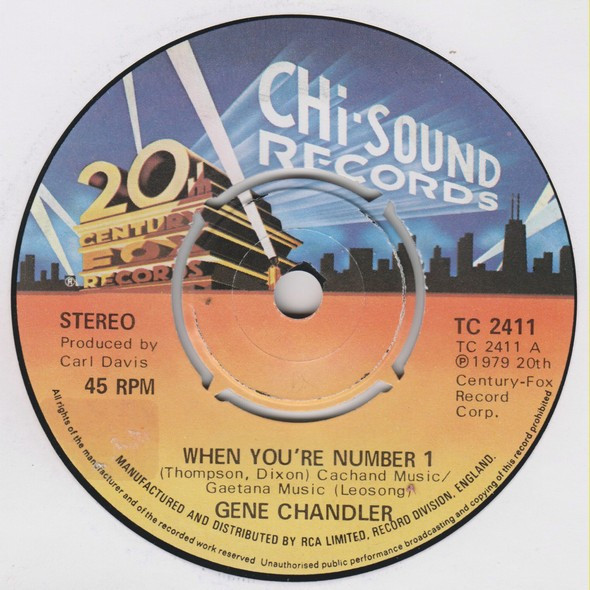 CHi-SOUND
RECORDS
20th
CENTURY
FOX
RECORDS
®
STEREO
Produced by
Carl Davis
45 RPM
TC 2411
TC 2411 A
℗ 1979 20th
Century-Fox
Record
Corp.
WHEN YOU'RE NUMBER 1
(Thompson, Dixon) Cachand Music/
Gaetana Music (Leosong)
GENE CHANDLER
MANUFACTURED AND DISTRIBUTED BY RCA LIMITED, RECORD DIVISION, ENGLAND.
All rights of the manufacturer and of the recorded work reserved Unauthorised public performance broadcasting and copying of this record prohibited